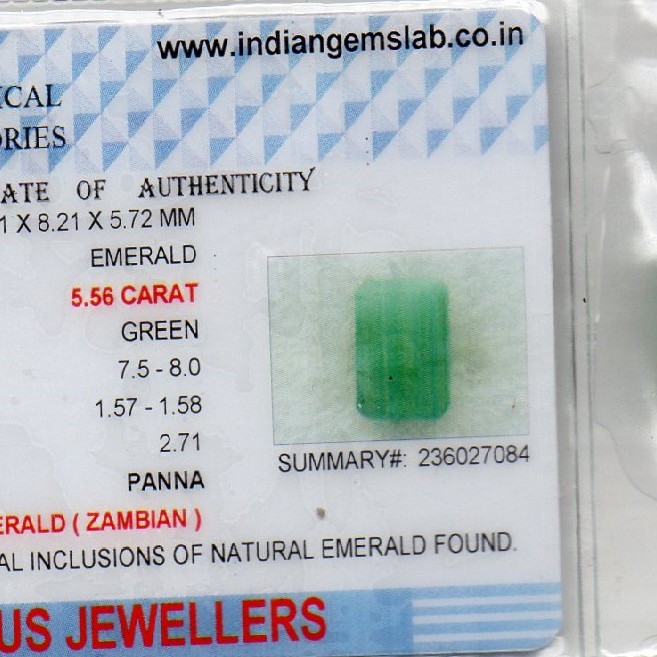 www.indiangemslab.co.in
ICAL
ORIES
ATE OF AUTHENTICITY
1 X 8.21 X 5.72 MM
EMERALD
5.56 CARAT
GREEN
7.5 - 8.0
1.57 - 1.58
2.71
PANNA
ERALD ( ZAMBIAN )
SUMMARY#: 236027084
AL INCLUSIONS OF NATURAL EMERALD FOUND.
US JEWELLERS